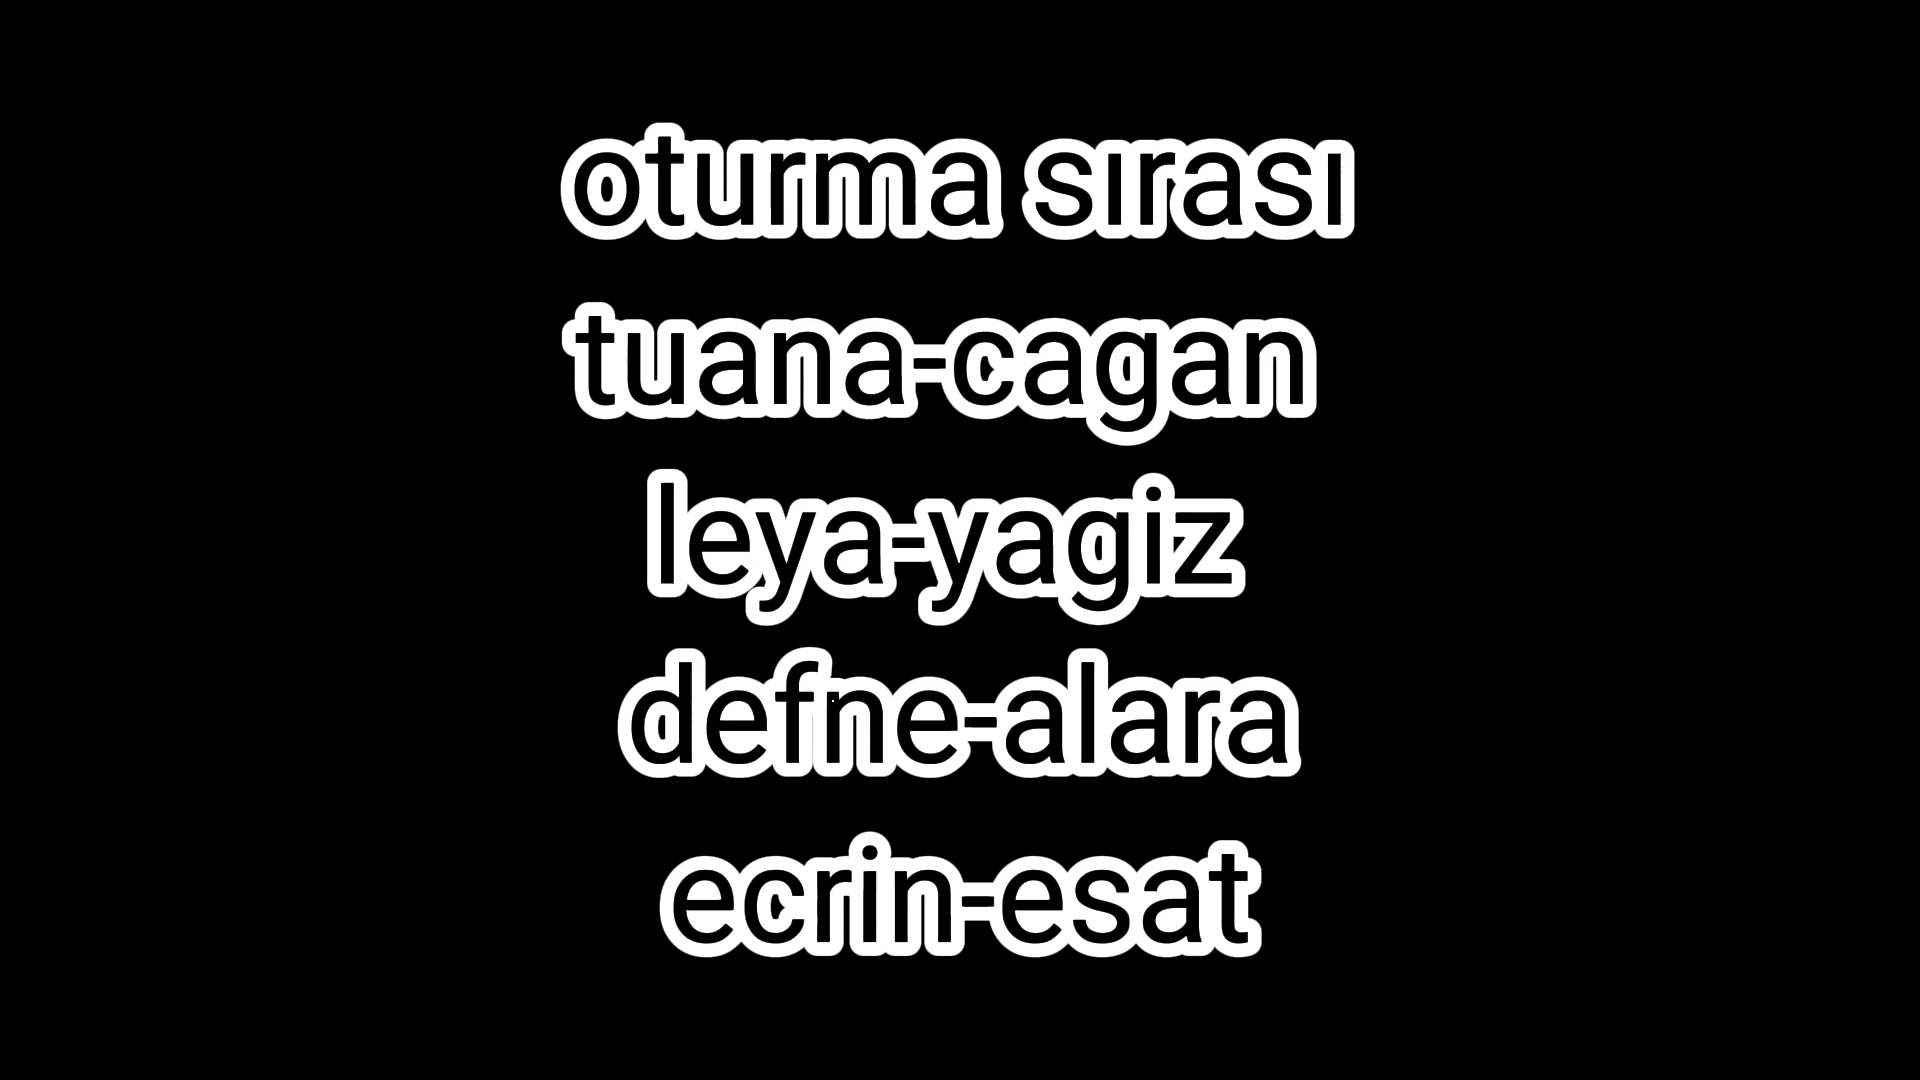 oturma sırası
tuana-cagan
leya-yagiz
defne-alara
ecrin-esat